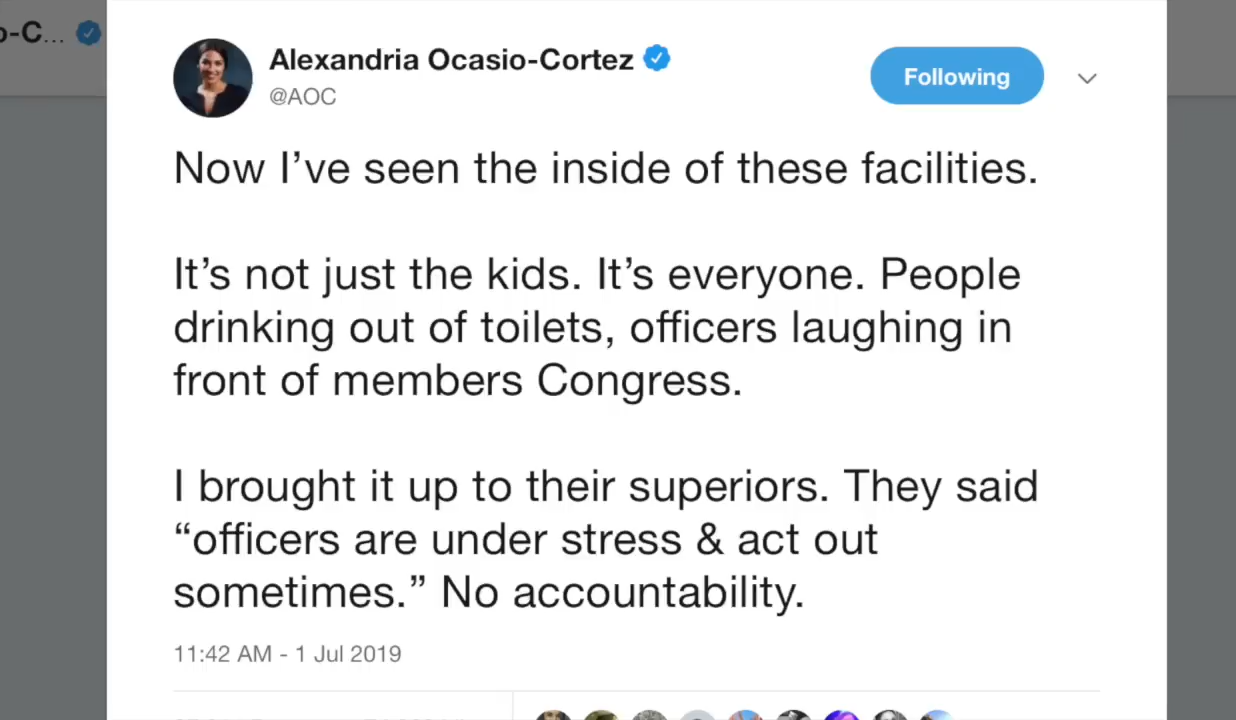 Alexandria Ocasio-Cortez
@AOC
Following
Now I’ve seen the inside of these facilities.
It’s not just the kids. It’s everyone. People
drinking out of toilets, officers laughing in
front of members Congress.
I brought it up to their superiors. They said
“officers are under stress & act out
sometimes.” No accountability.
11:42 AM - 1 Jul 2019